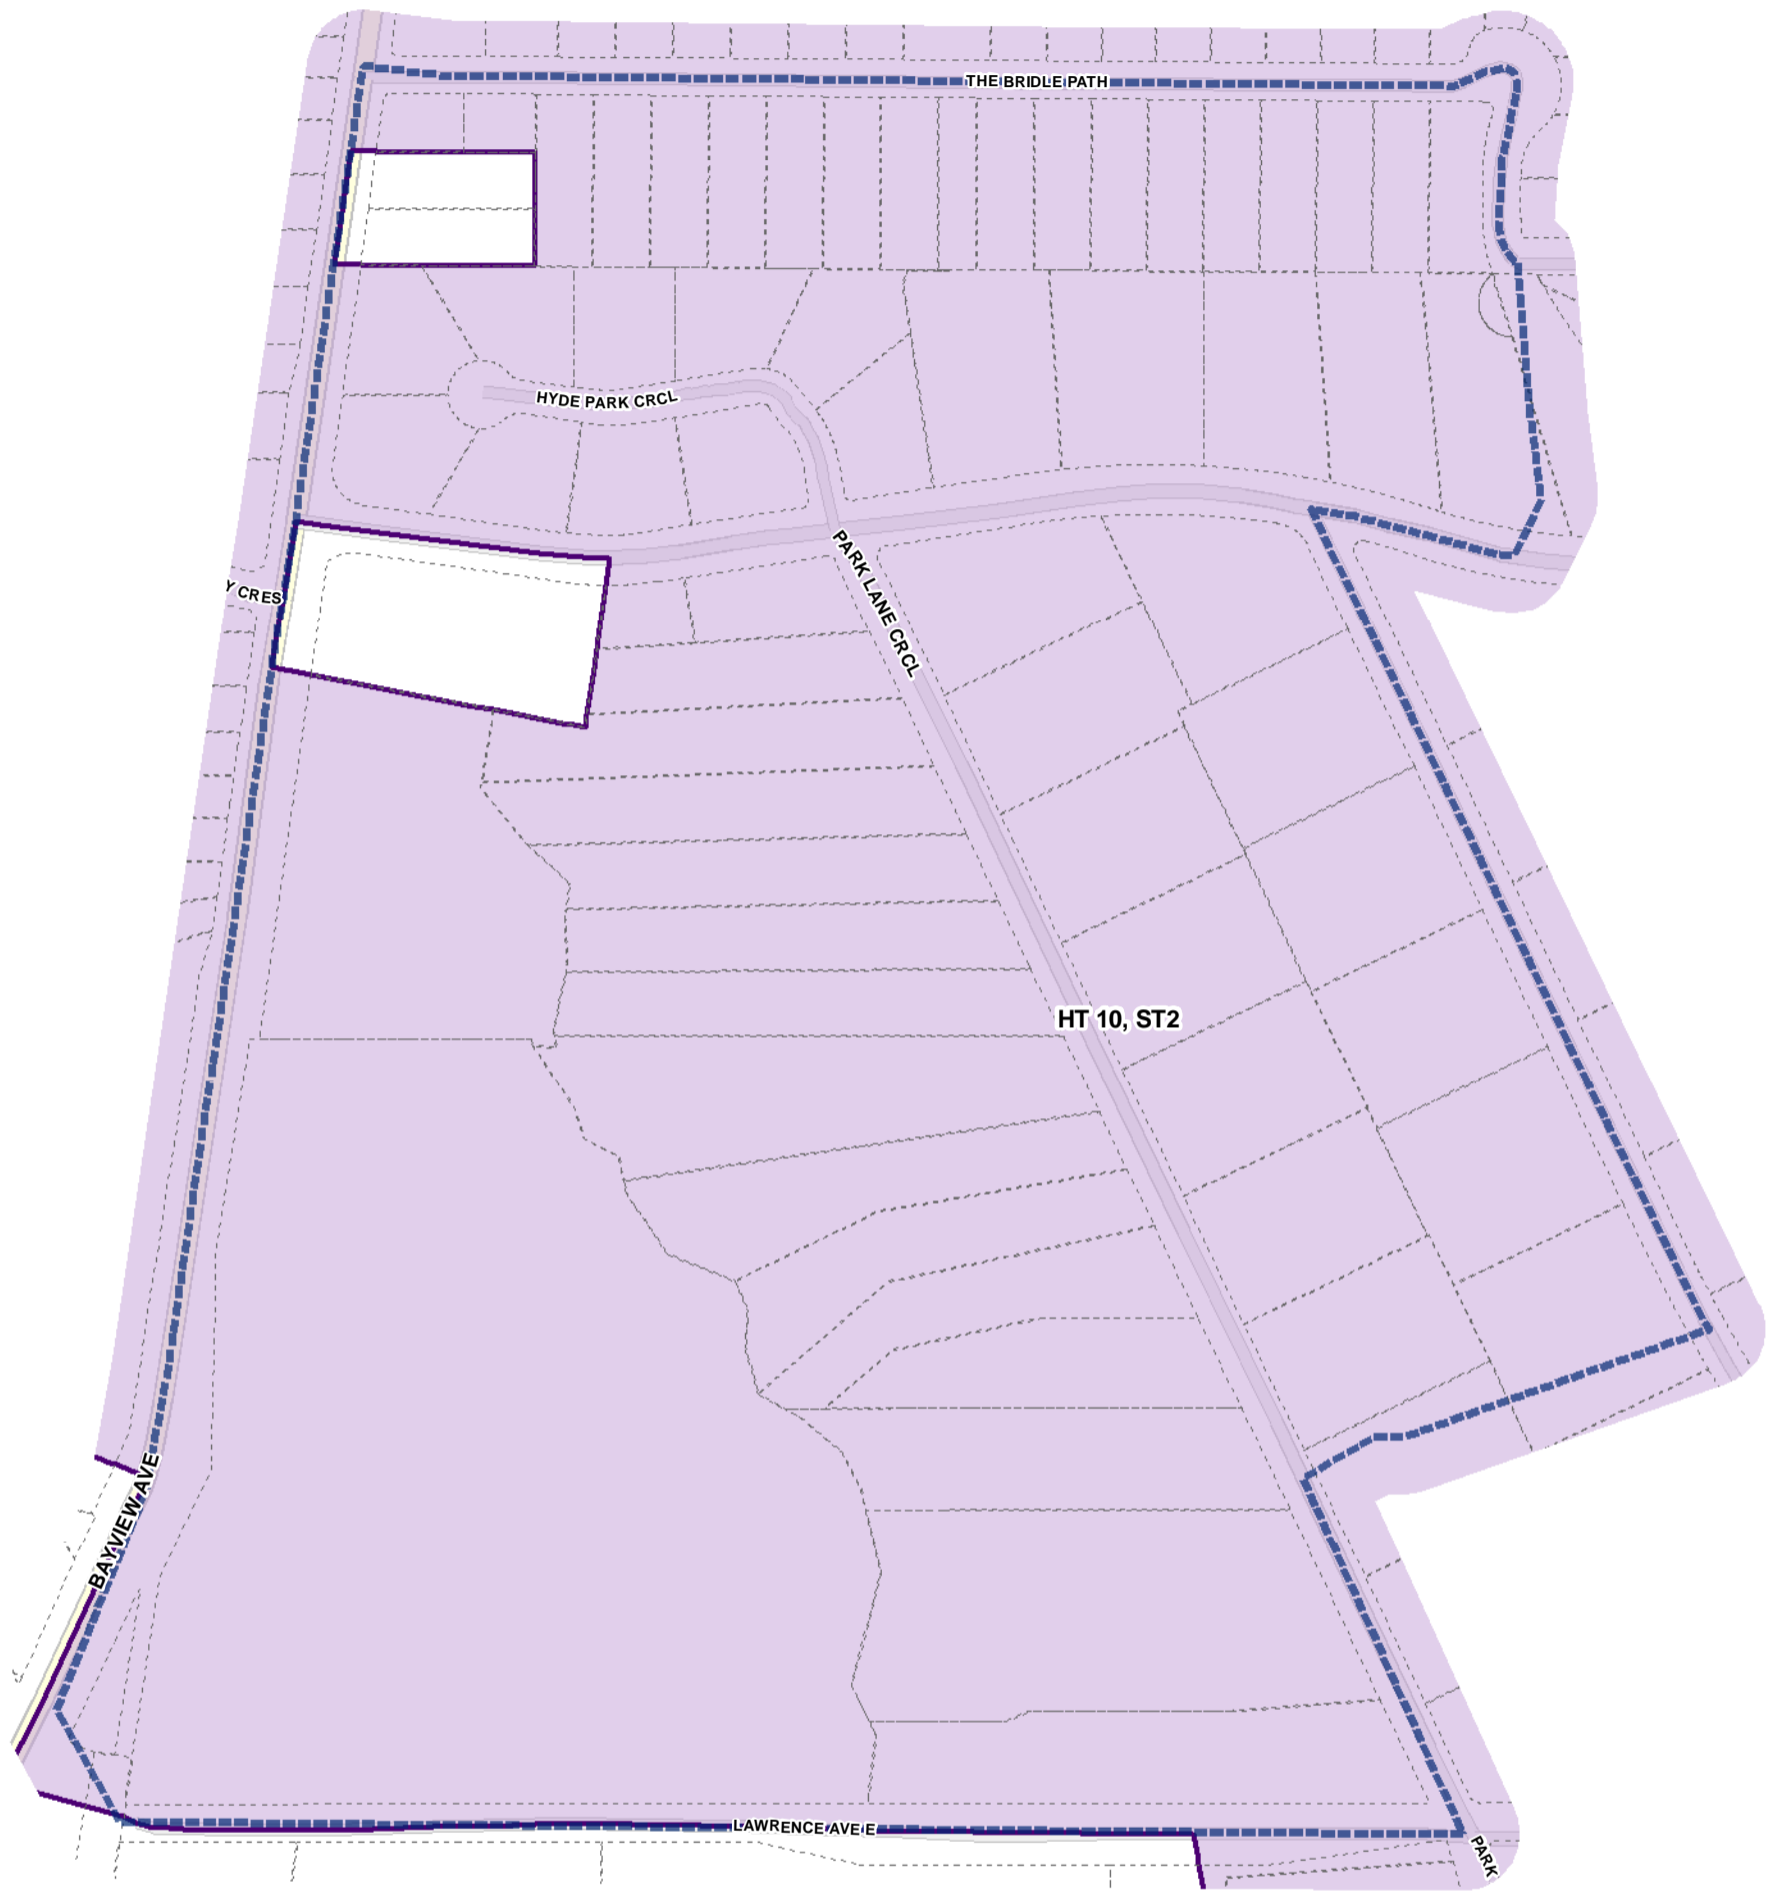 THE BRIDLE PATH
HYDE PARK CRCL
Y CRES
PARK LANE CRCL
HT 10, ST2
BAYVIEW AVE
LAWRENCE AVE E
PARK